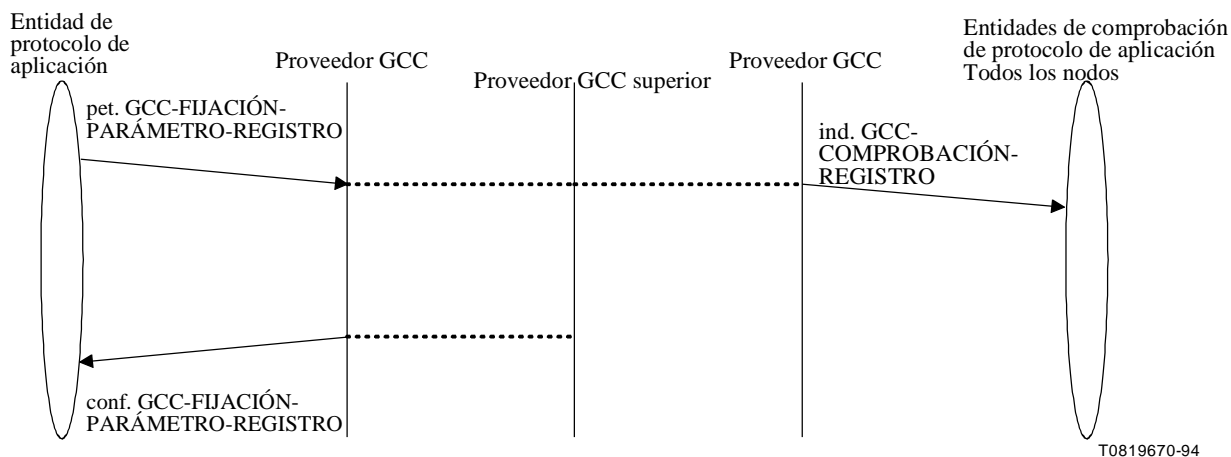 Entidad de
protocolo de
aplicación
Proveedor GCC
Proveedor GCC superior
Proveedor GCC
Entidades de comprobación
de protocolo de aplicación
Todos los nodos
pet. GCC-FIJACIÓN-
PARÁMETRO-REGISTRO
ind. GCC-
COMPROBACIÓN-
REGISTRO
conf. GCC-FIJACIÓN-
PARÁMETRO-REGISTRO
T0819670-94